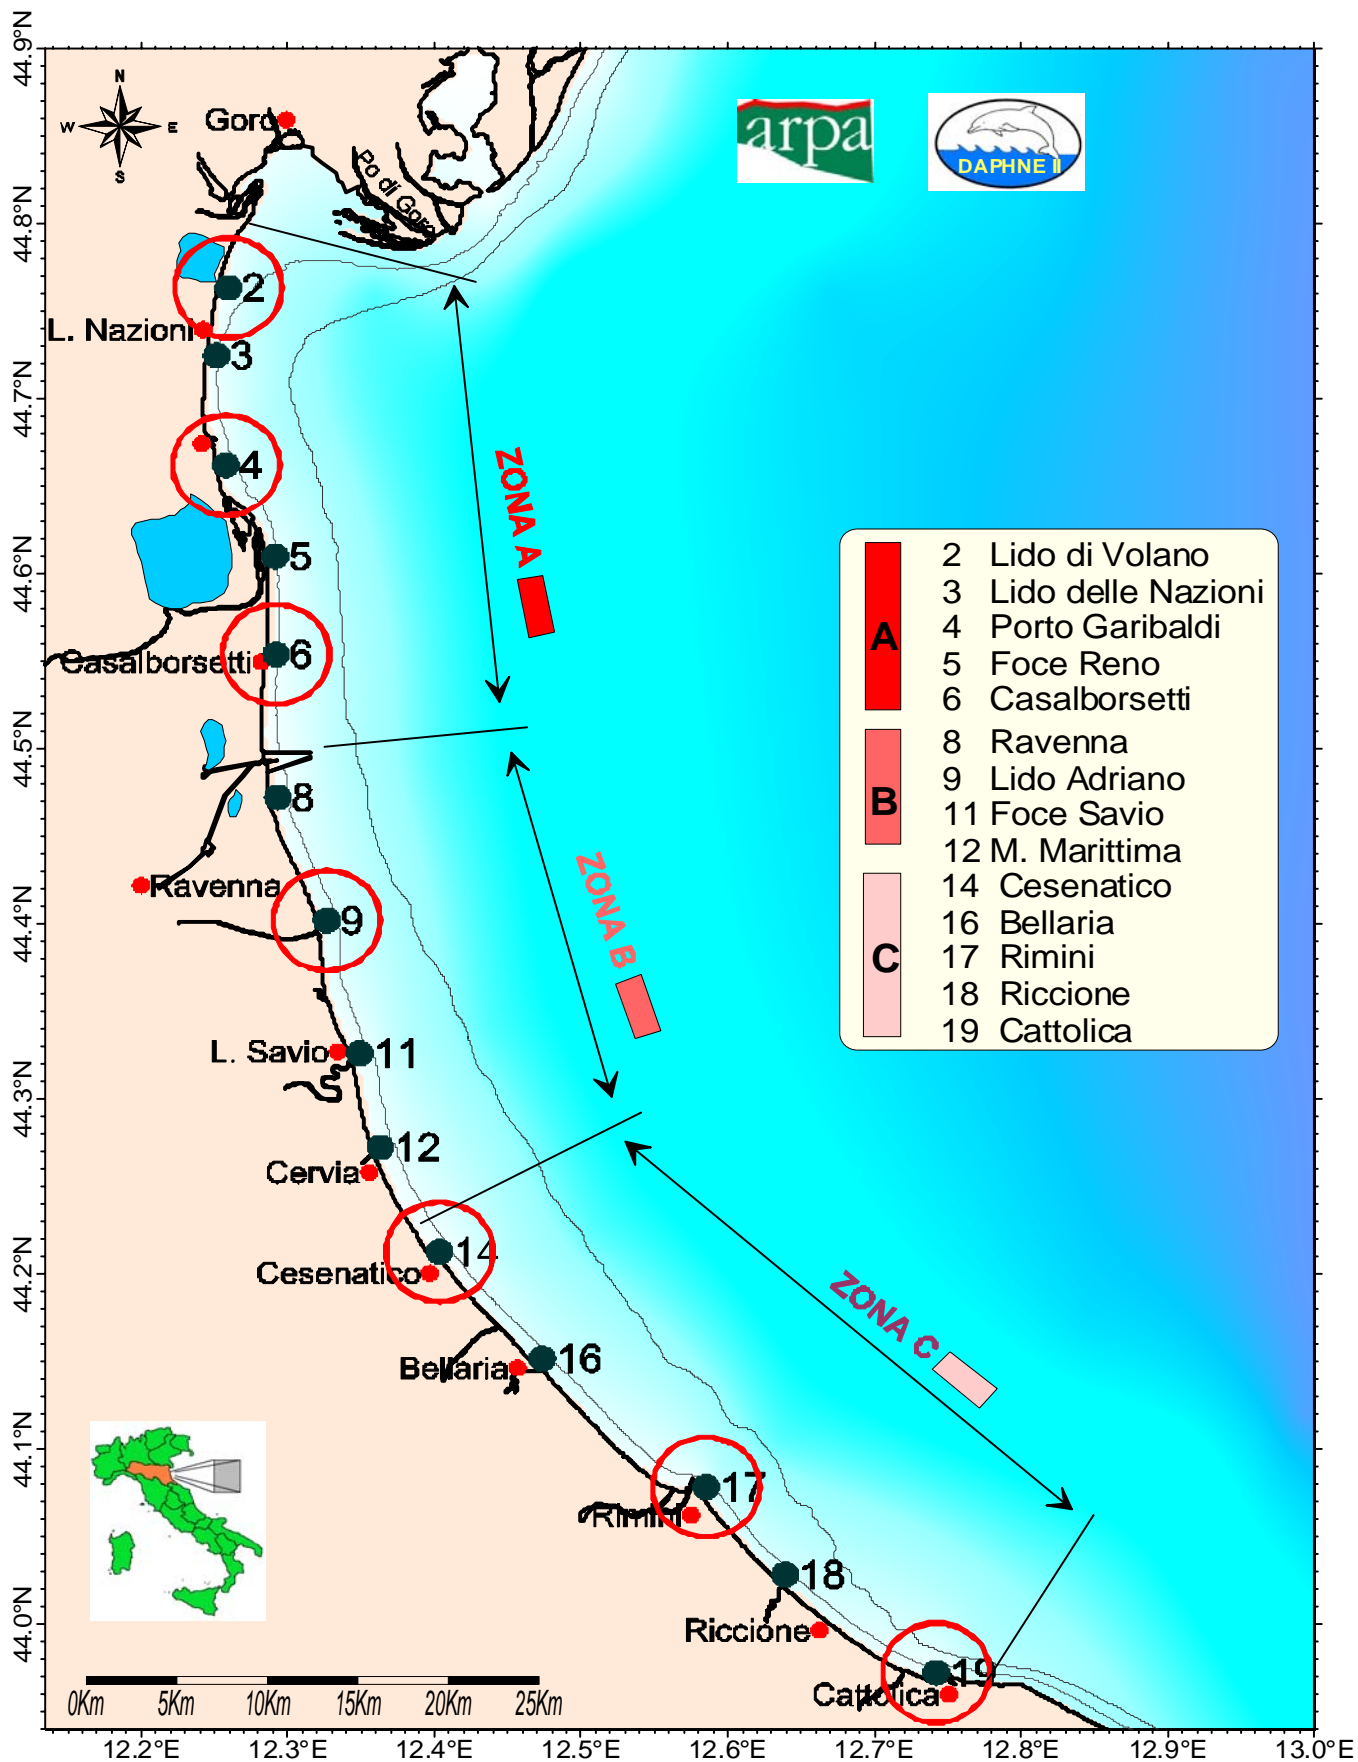 44.9°N
N
W
E
S
Goro
Po di Goro
arpa
DAPHNE II
44.8°N
2
L. Nazioni
3
44.7°N
4
ZONA A
5
44.6°N
Casalborsetti
6
44.5°N
8
Ravenna
9
44.4°N
ZONA B
L. Savio
11
44.3°N
12
Cervia
14
Cesenatico
44.2°N
ZONA C
Bellaria
16
44.1°N
17
Rimini
18
44.0°N
Riccione
19
Cattolica
A
2 Lido di Volano
3 Lido delle Nazioni
4 Porto Garibaldi
5 Foce Reno
6 Casalborsetti
B
8 Ravenna
9 Lido Adriano
11 Foce Savio
12 M. Marittima
C
14 Cesenatico
16 Bellaria
17 Rimini
18 Riccione
19 Cattolica
0Km 5Km 10Km 15Km 20Km 25Km
12.2°E 12.3°E 12.4°E 12.5°E 12.6°E 12.7°E 12.8°E 12.9°E 13.0°E